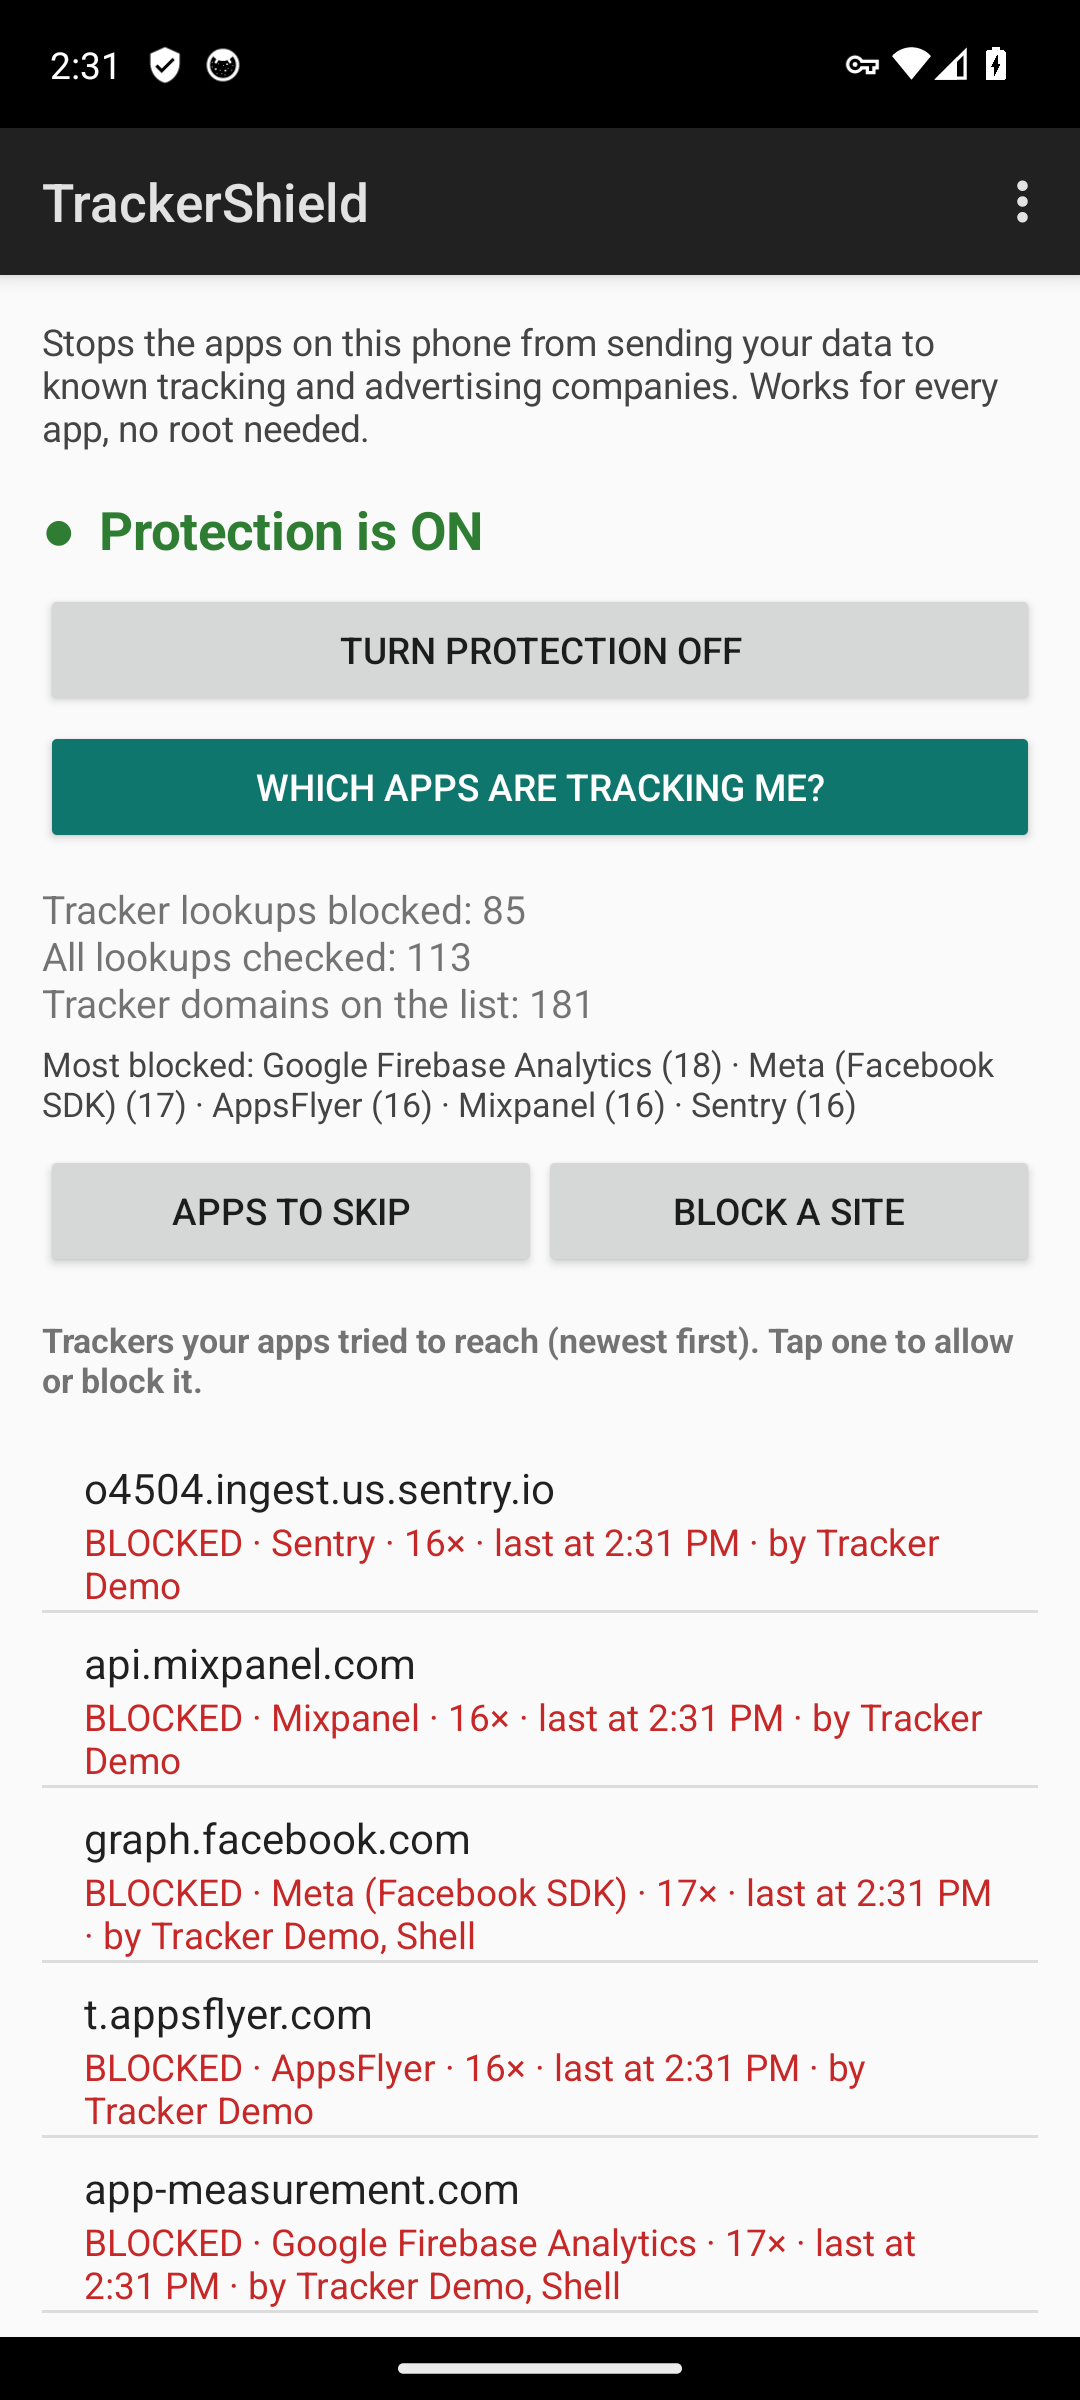 2:31
TrackerShield
Stops the apps on this phone from sending your data to
known tracking and advertising companies. Works for every
app, no root needed.
● Protection is ON
TURN PROTECTION OFF
WHICH APPS ARE TRACKING ME?
Tracker lookups blocked: 85
All lookups checked: 113
Tracker domains on the list: 181
Most blocked: Google Firebase Analytics (18) · Meta (Facebook
SDK) (17) · AppsFlyer (16) · Mixpanel (16) · Sentry (16)
APPS TO SKIP
BLOCK A SITE
Trackers your apps tried to reach (newest first). Tap one to allow
or block it.
o4504.ingest.us.sentry.io
BLOCKED · Sentry · 16× · last at 2:31 PM · by Tracker
Demo
api.mixpanel.com
BLOCKED · Mixpanel · 16× · last at 2:31 PM · by Tracker
Demo
graph.facebook.com
BLOCKED · Meta (Facebook SDK) · 17× · last at 2:31 PM
· by Tracker Demo, Shell
t.appsflyer.com
BLOCKED · AppsFlyer · 16× · last at 2:31 PM · by
Tracker Demo
app-measurement.com
BLOCKED · Google Firebase Analytics · 17× · last at
2:31 PM · by Tracker Demo, Shell